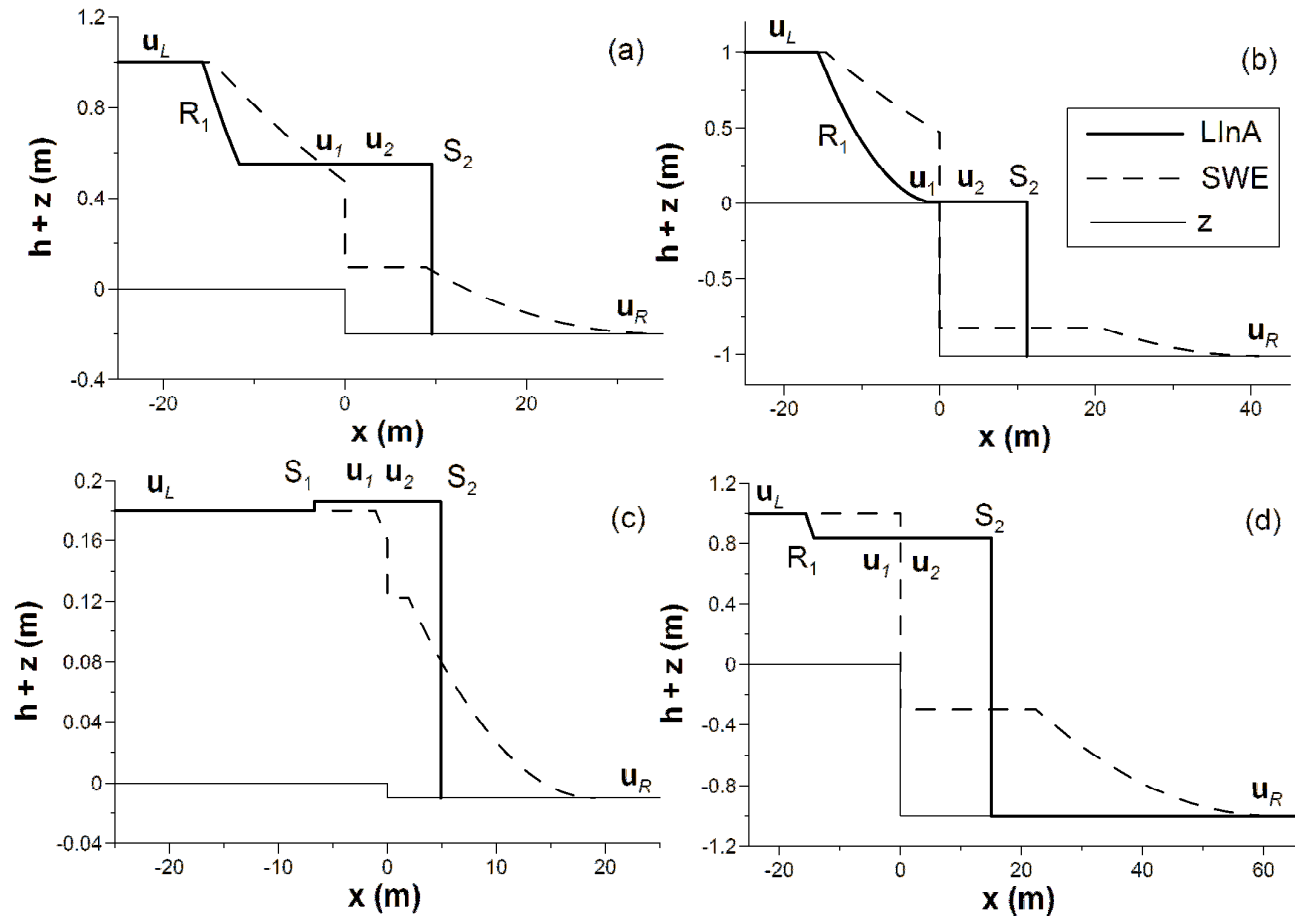 1.2
0.8
0.4
0
-0.4
h + z (m)
-20
0
20
x (m)
u_L
R_1
u_1
u_2
S_2
u_R
(a)
1
0.5
0
-0.5
-1
h + z (m)
-20
0
20
40
x (m)
u_L
R_1
u_1
u_2
S_2
u_R
(b)
LInA
SWE
z
0.2
0.16
0.12
0.08
0.04
0
-0.04
h + z (m)
-20
-10
0
10
20
x (m)
u_L
S_1
u_1
u_2
S_2
u_R
(c)
1.2
0.8
0.4
0
-0.4
-0.8
-1.2
h + z (m)
-20
0
20
40
60
x (m)
u_L
R_1
u_1
u_2
S_2
u_R
(d)